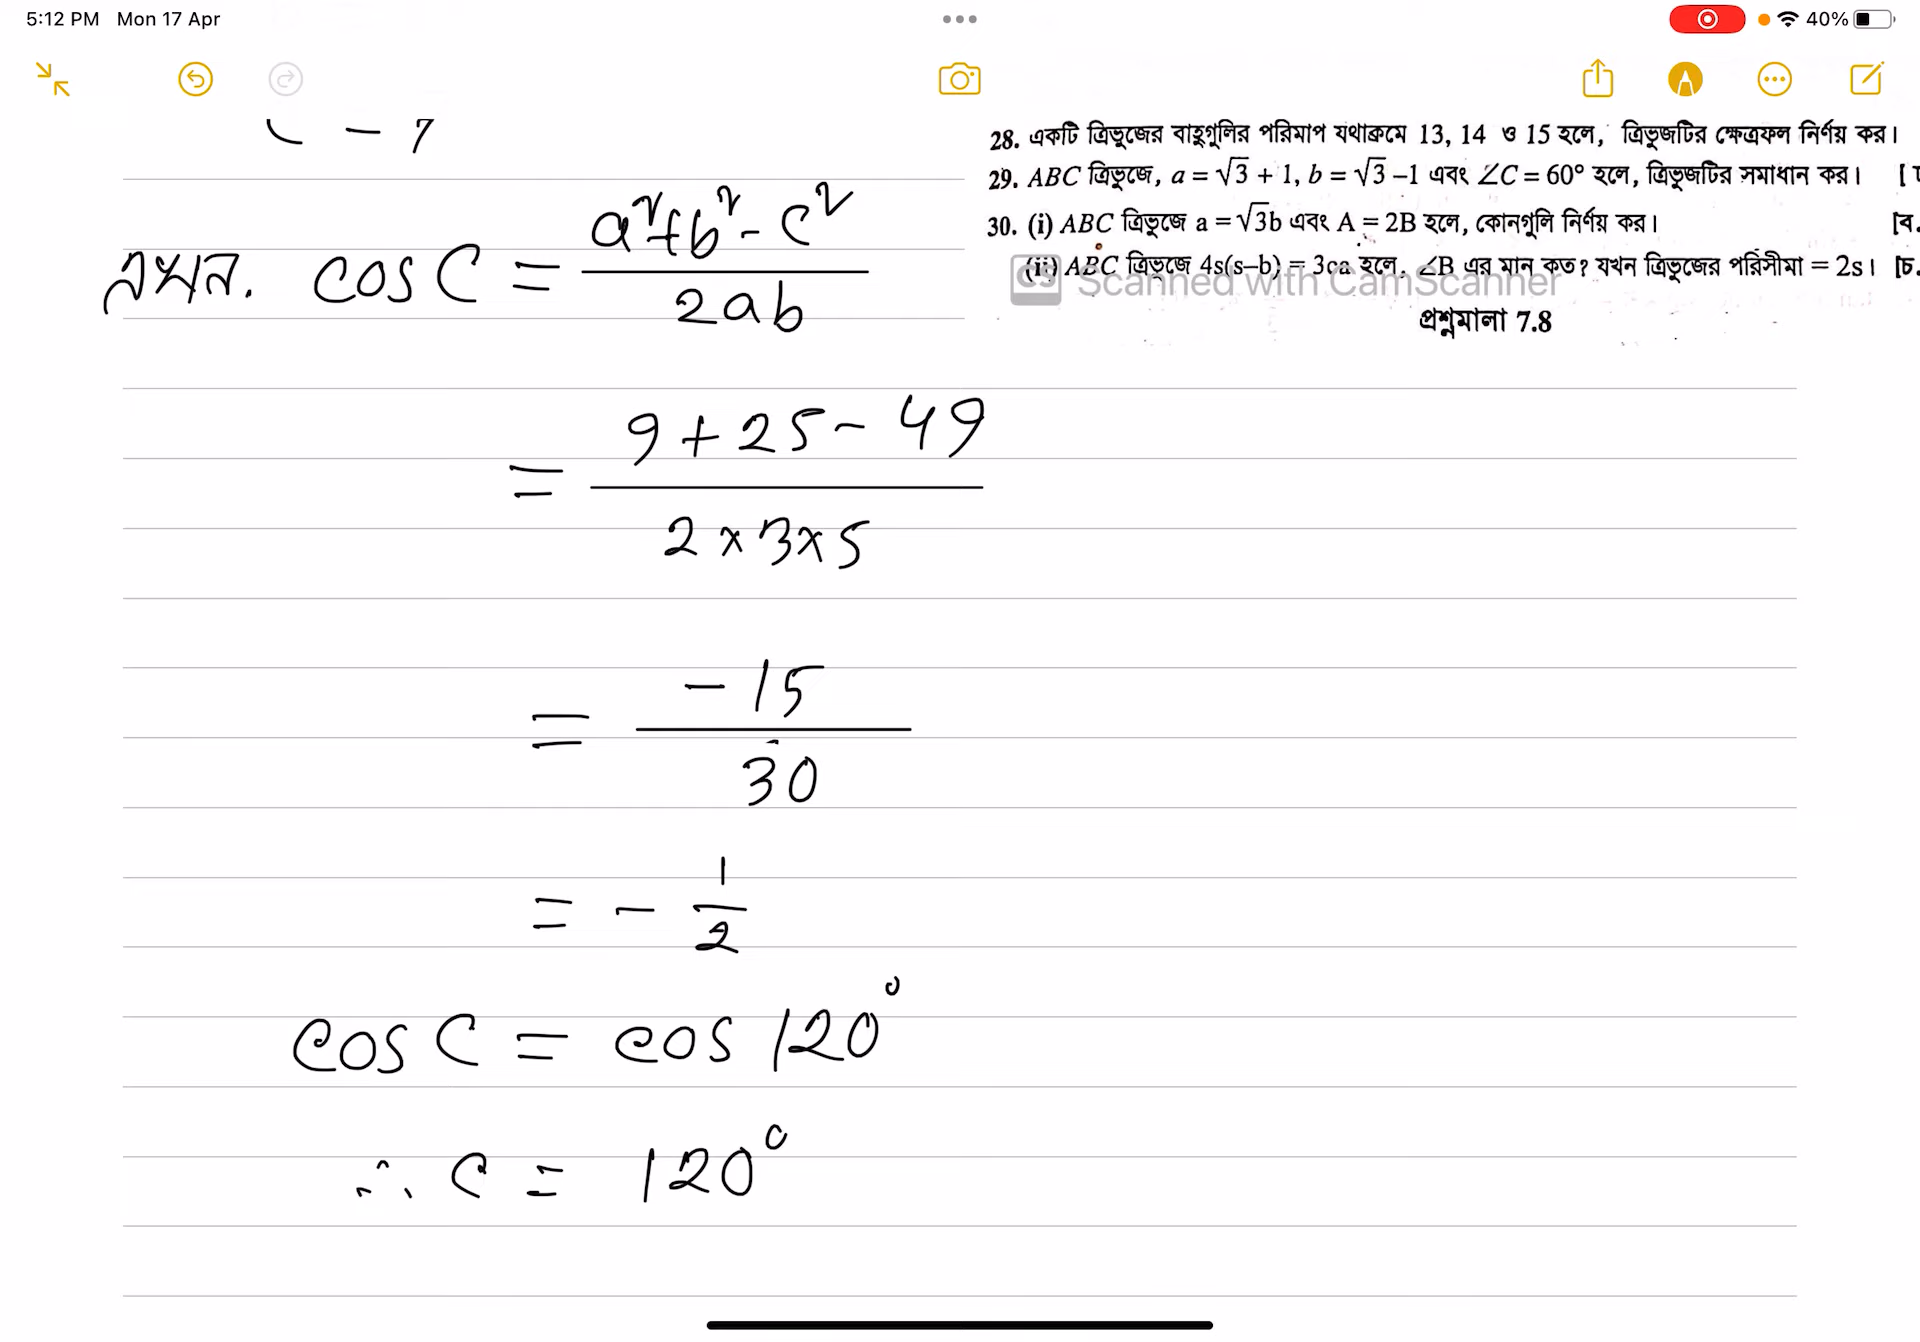 5:12 PM Mon 17 Apr
40%
28. একটি ত্রিভুজের বাহুগুলির পরিমাপ যথাক্রমে 13, 14 ও 15 হলে, ত্রিভুজটির ক্ষেত্রফল নির্ণয় কর।
29. ABC ত্রিভুজে, a = √3 + 1, b = √3 −1 এবং ∠C = 60° হলে, ত্রিভুজটির সমাধান কর।
30. (i) ABC ত্রিভুজে a = √3b এবং A = 2B হলে, কোনগুলি নির্ণয় কর। [ব.
(ii) ABC ত্রিভুজে 4s(s–b) = 3ca হলে, ∠B এর মান কত? যখন ত্রিভুজের পরিসীমা = 2s। [চ.
CS Scanned with CamScanner
প্রশ্নমালা 7.8
এখন. cos C = (a² + b² - c²) / 2ab
= (9 + 25 - 49) / (2 × 3 × 5)
= -15 / 30
= - 1/2
cos C = cos 120°
∴ C = 120°